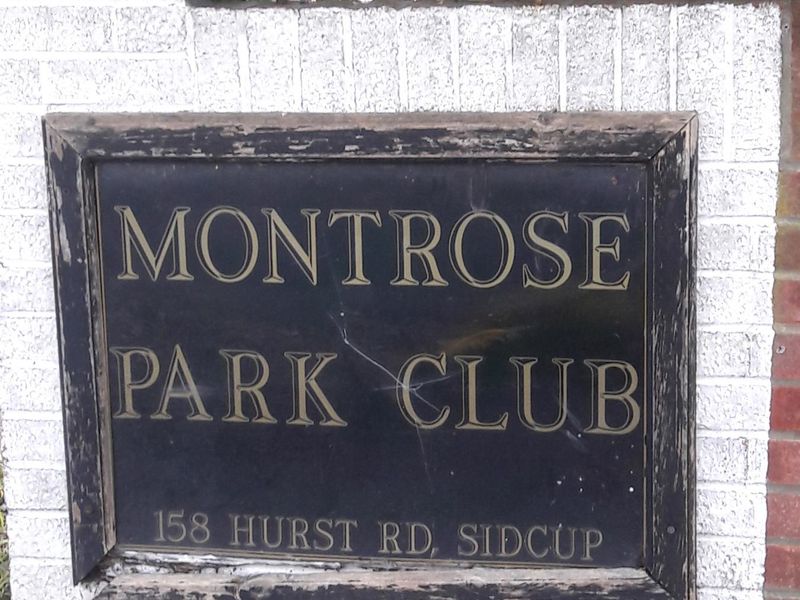 MONTROSE
PARK CLUB
158 HURST RD, SIDCUP